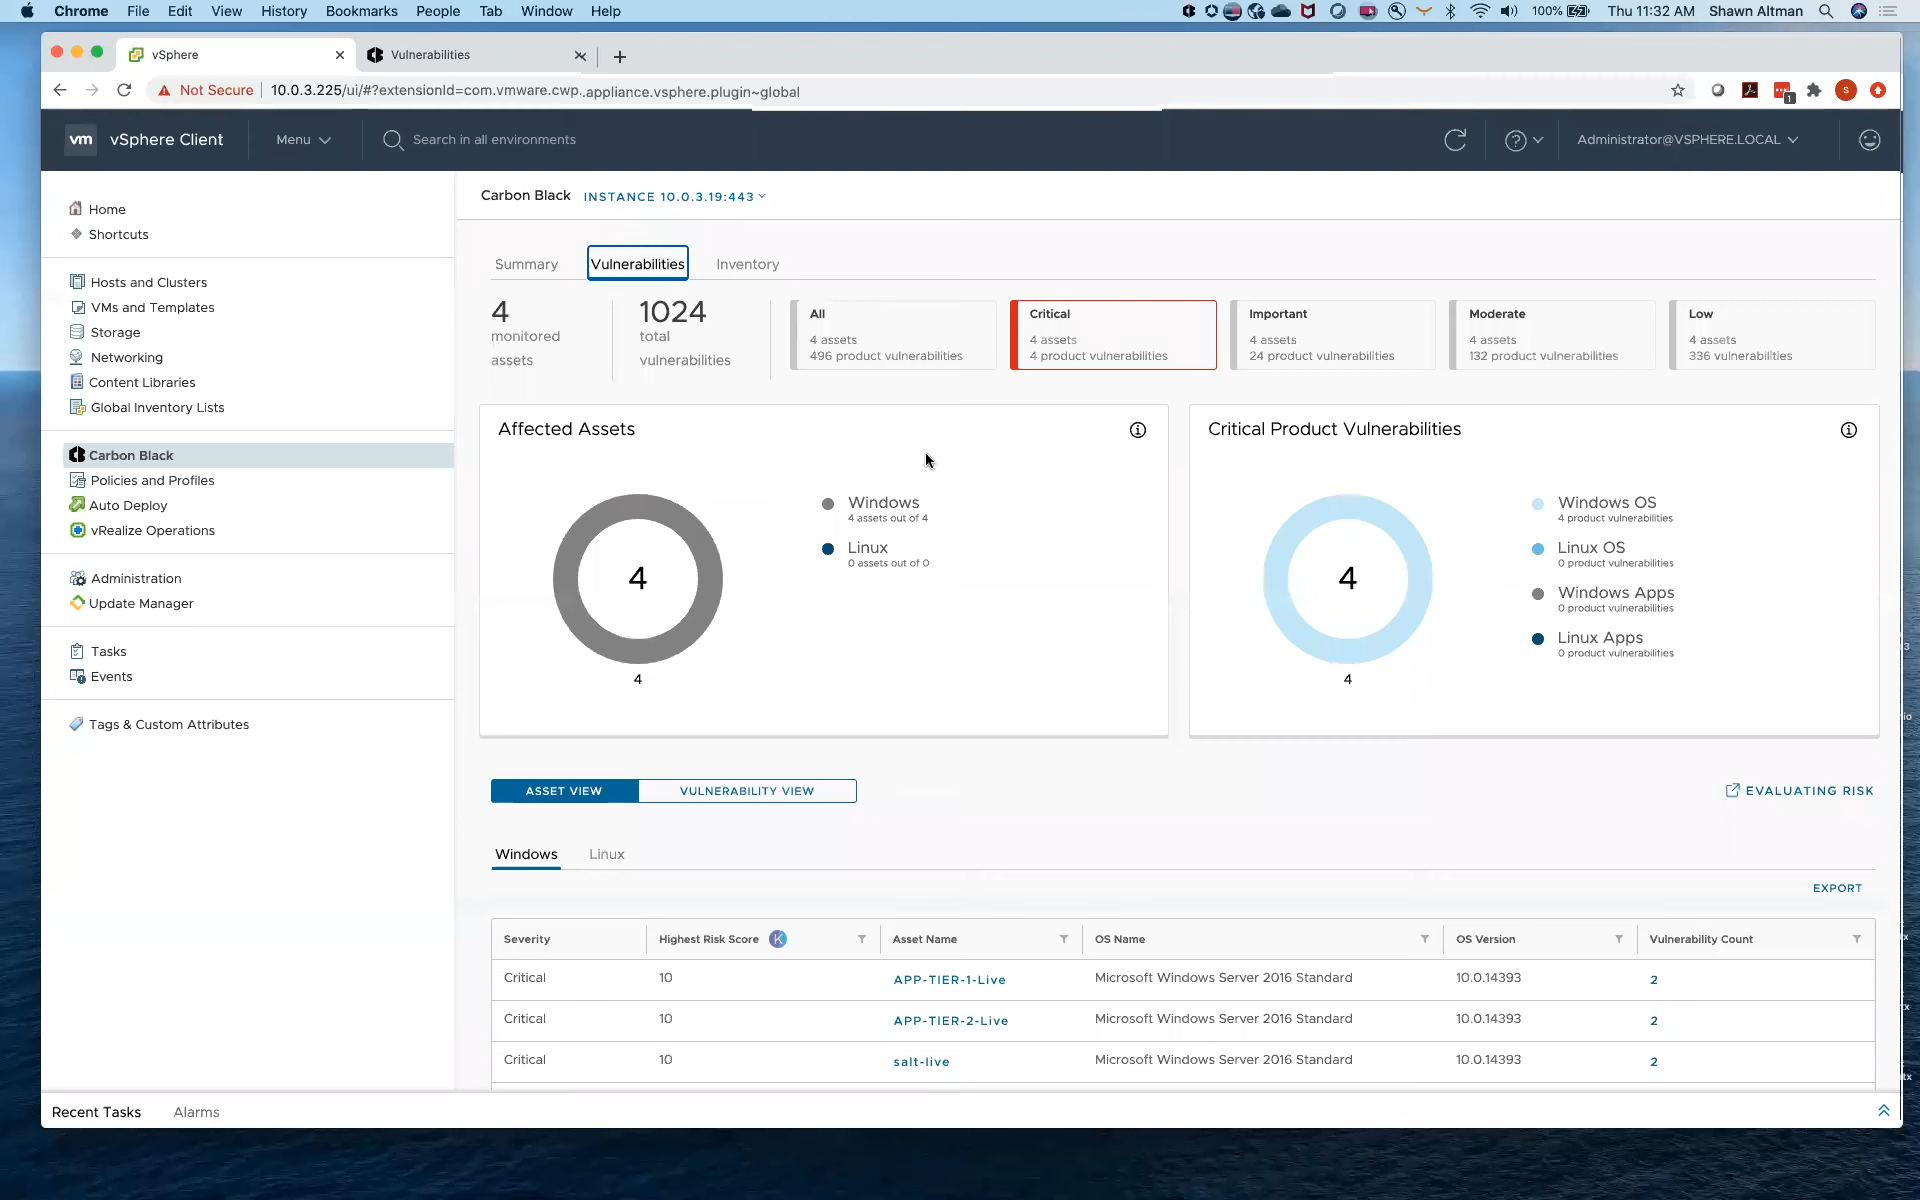 Chrome File Edit View History Bookmarks People Tab Window Help
100% Thu 11:32 AM Shawn Altman
vSphere
Vulnerabilities
Not Secure 10.0.3.225/ui/#?extensionId=com.vmware.cwp..appliance.vsphere.plugin~global
S
1
vm vSphere Client
Menu
Search in all environments
Administrator@VSPHERE.LOCAL
Home
Shortcuts
Hosts and Clusters
VMs and Templates
Storage
Networking
Content Libraries
Global Inventory Lists
Carbon Black
Policies and Profiles
Auto Deploy
vRealize Operations
Administration
Update Manager
Tasks
Events
Tags & Custom Attributes
Carbon Black INSTANCE 10.0.3.19:443
Summary Vulnerabilities Inventory
4
monitored
assets
1024
total
vulnerabilities
All
4 assets
496 product vulnerabilities
Critical
4 assets
4 product vulnerabilities
Important
4 assets
24 product vulnerabilities
Moderate
4 assets
132 product vulnerabilities
Low
4 assets
336 vulnerabilities
Affected Assets
4
4
Windows
4 assets out of 4
Linux
0 assets out of 0
Critical Product Vulnerabilities
4
4
Windows OS
4 product vulnerabilities
Linux OS
0 product vulnerabilities
Windows Apps
0 product vulnerabilities
Linux Apps
0 product vulnerabilities
ASSET VIEW VULNERABILITY VIEW
EVALUATING RISK
Windows Linux
EXPORT
Severity Highest Risk Score K Asset Name OS Name OS Version Vulnerability Count
Critical 10 APP-TIER-1-Live Microsoft Windows Server 2016 Standard 10.0.14393 2
Critical 10 APP-TIER-2-Live Microsoft Windows Server 2016 Standard 10.0.14393 2
Critical 10 salt-live Microsoft Windows Server 2016 Standard 10.0.14393 2
Recent Tasks Alarms